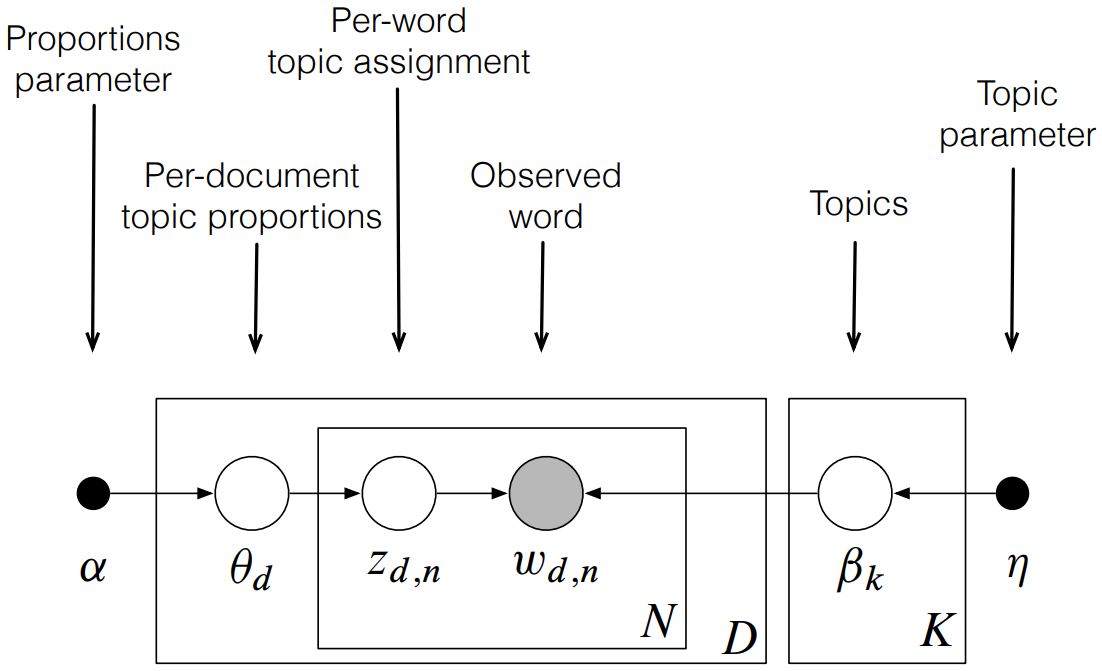 Proportions
parameter
Per-word
topic assignment
Topic
parameter
Per-document
topic proportions
Observed
word
Topics
α
θd
zd,n
wd,n
βk
η
N
D
K